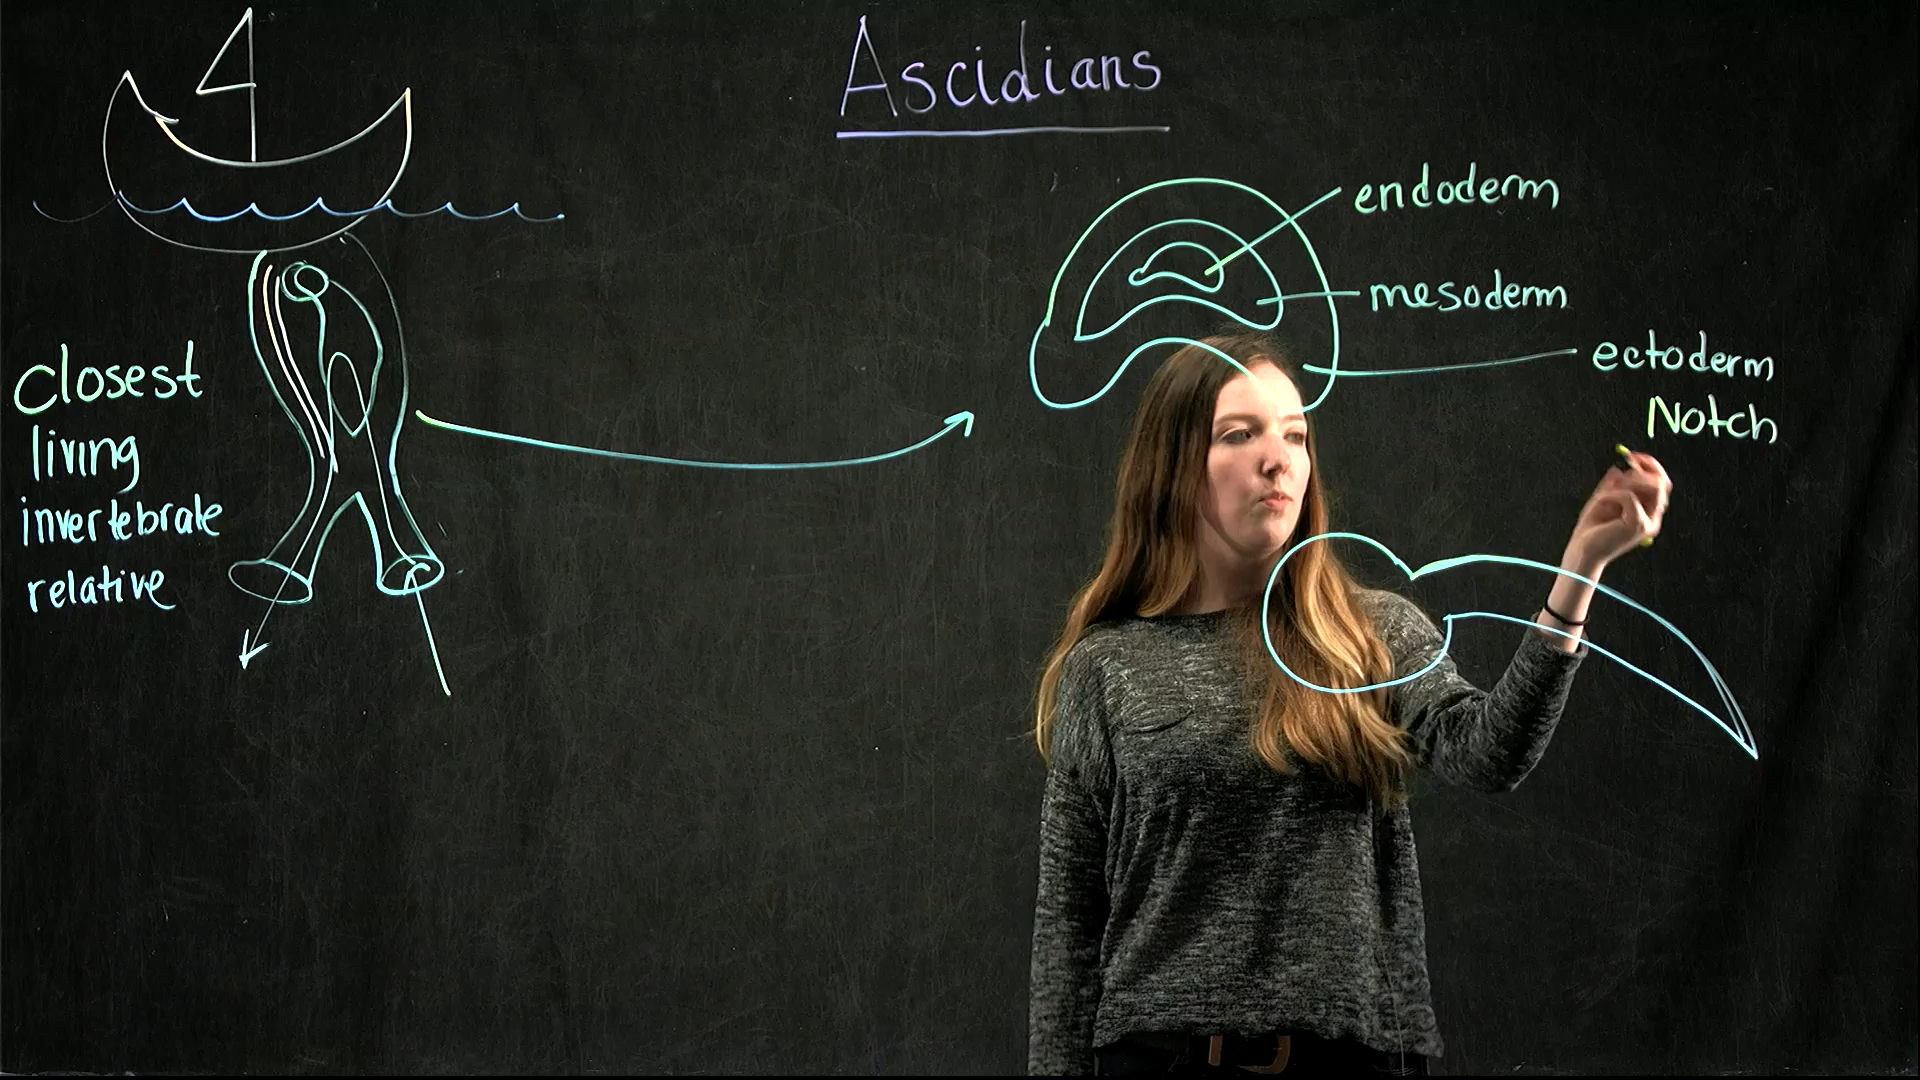 Ascidians
endoderm
mesoderm
ectoderm
Notch
Closest
living
invertebrate
relative